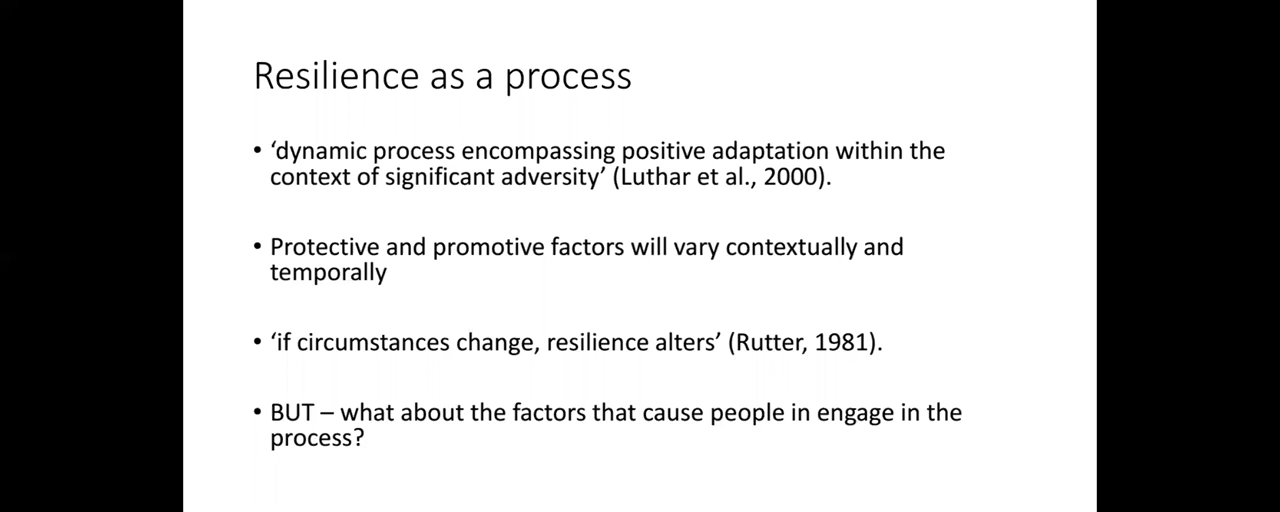 Resilience as a process
• ‘dynamic process encompassing positive adaptation within the
context of significant adversity’ (Luthar et al., 2000).
• Protective and promotive factors will vary contextually and
temporally
• ‘if circumstances change, resilience alters’ (Rutter, 1981).
• BUT – what about the factors that cause people in engage in the
process?